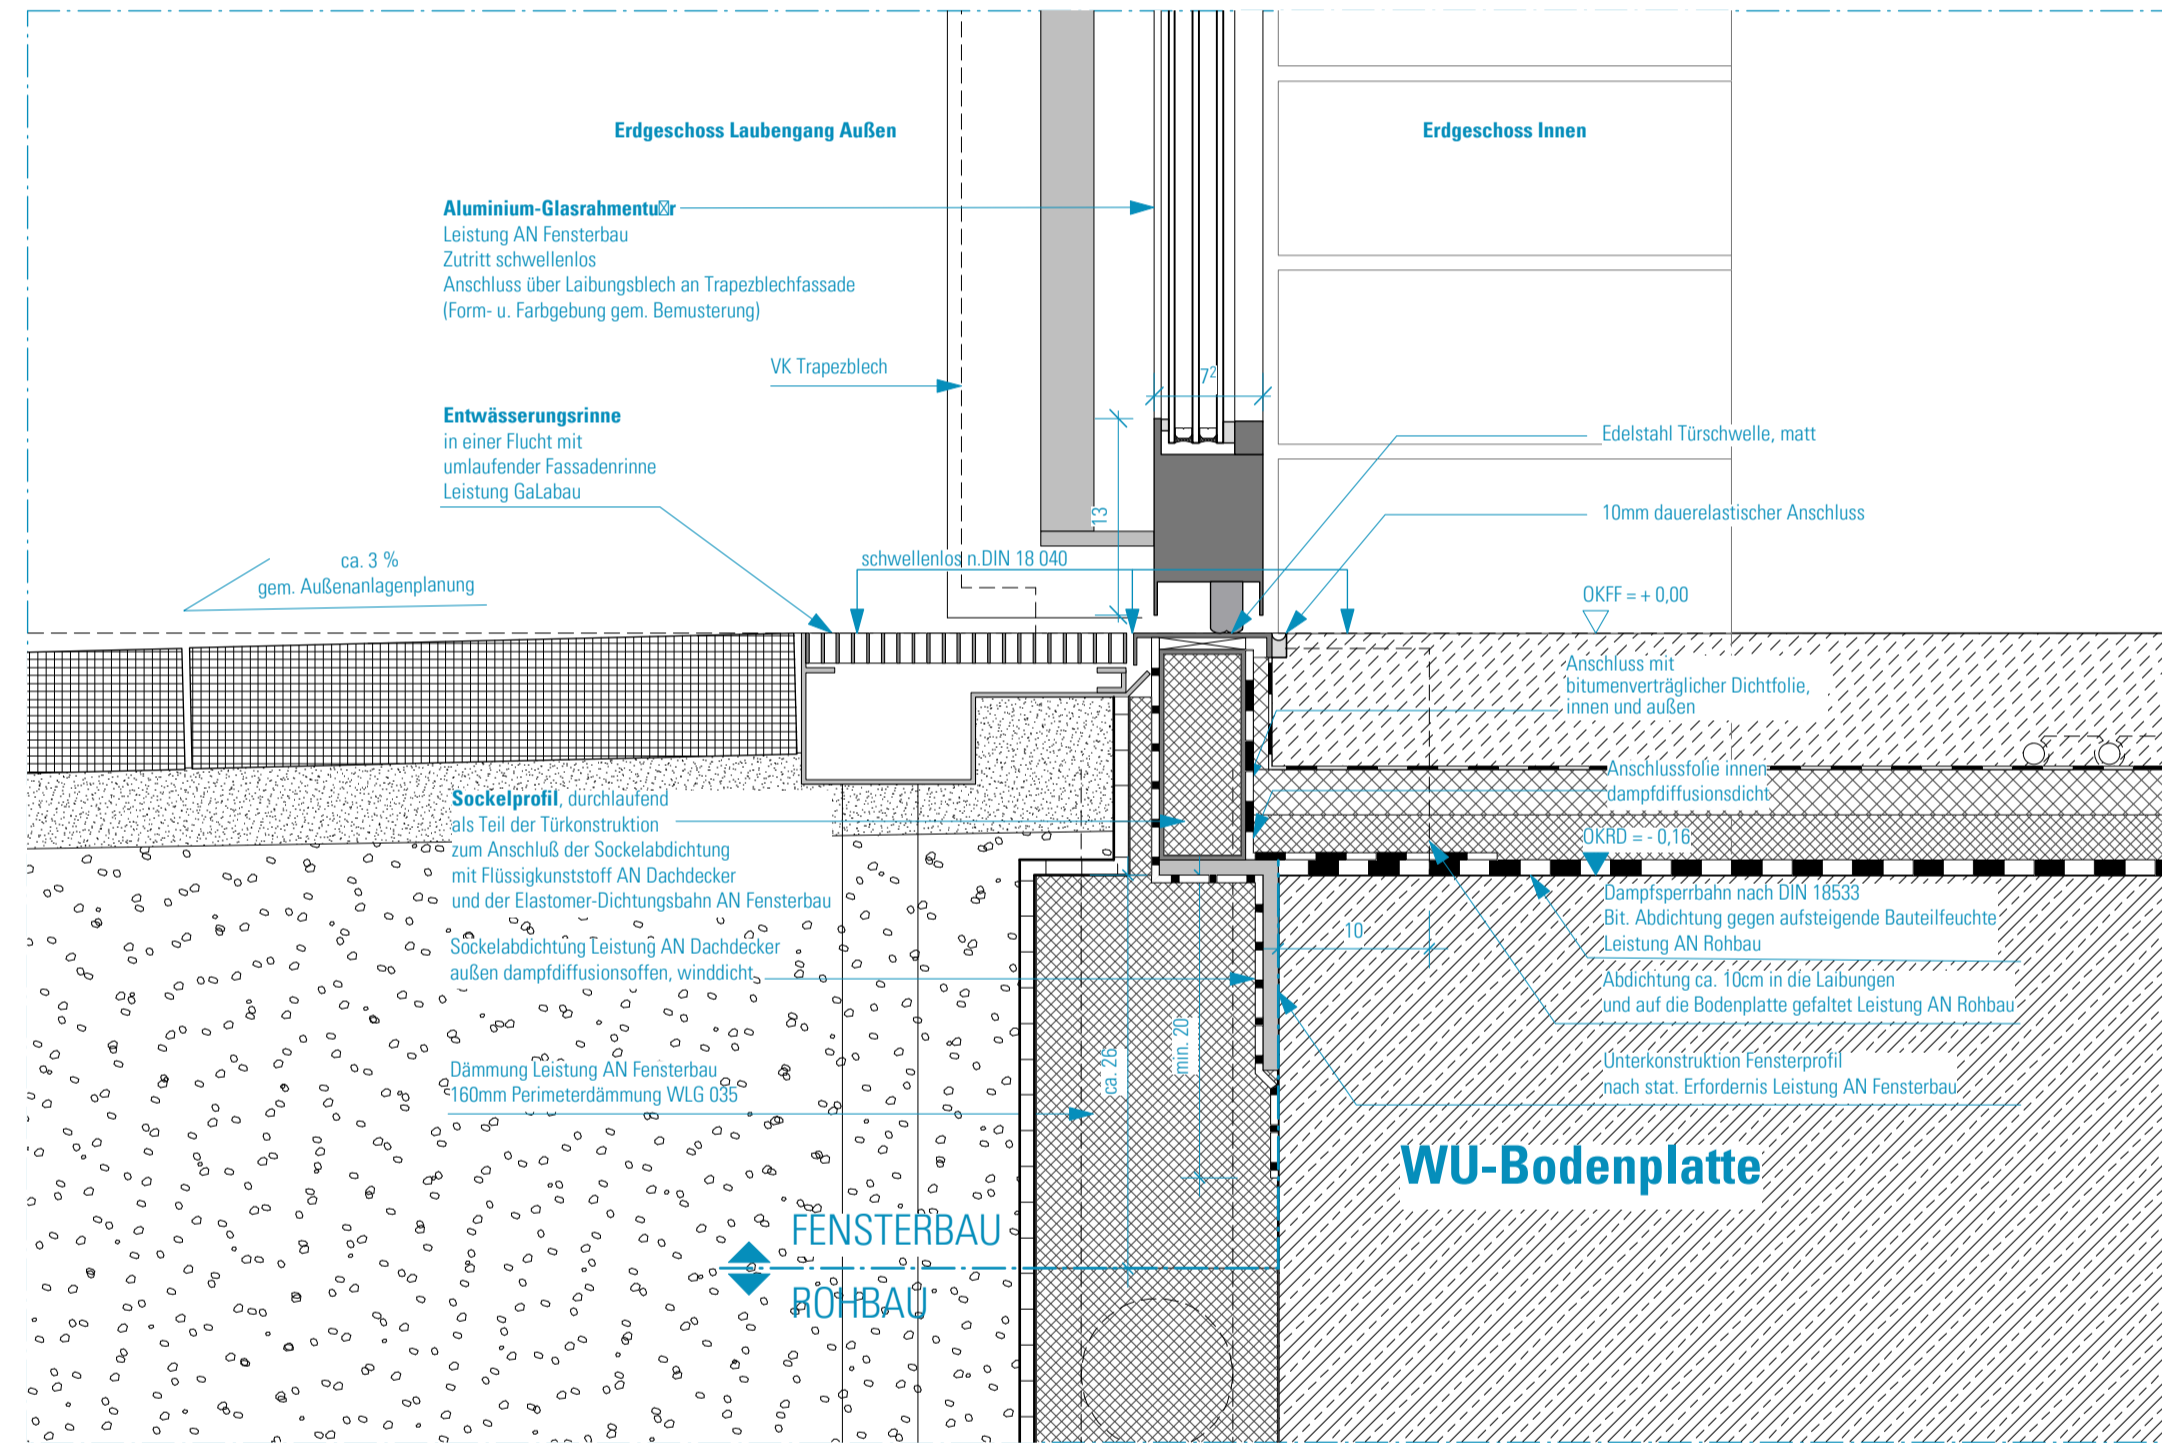 Erdgeschoss Laubengang Außen
Erdgeschoss Innen
Aluminium-Glasrahmentu☒r
Leistung AN Fensterbau
Zutritt schwellenlos
Anschluss über Laibungsblech an Trapezblechfassade
(Form- u. Farbgebung gem. Bemusterung)
VK Trapezblech
7²
Entwässerungsrinne
in einer Flucht mit
umlaufender Fassadenrinne
Leistung GaLabau
Edelstahl Türschwelle, matt
13
10mm dauerelastischer Anschluss
ca. 3 %
gem. Außenanlagenplanung
schwellenlos n.DIN 18 040
OKFF = + 0,00
Anschluss mit
bitumenverträglicher Dichtfolie,
innen und außen
Anschlussfolie innen
dampfdiffusionsdicht
OKRD = - 0,16
Sockelprofil, durchlaufend
als Teil der Türkonstruktion
zum Anschluß der Sockelabdichtung
mit Flüssigkunststoff AN Dachdecker
und der Elastomer-Dichtungsbahn AN Fensterbau
Dampfsperrbahn nach DIN 18533
Bit. Abdichtung gegen aufsteigende Bauteilfeuchte
Leistung AN Rohbau
10
Sockelabdichtung Leistung AN Dachdecker
außen dampfdiffusionsoffen, winddicht
Abdichtung ca. 10cm in die Laibungen
und auf die Bodenplatte gefaltet Leistung AN Rohbau
ca. 26
min. 20
Dämmung Leistung AN Fensterbau
160mm Perimeterdämmung WLG 035
Unterkonstruktion Fensterprofil
nach stat. Erfordernis Leistung AN Fensterbau
WU-Bodenplatte
FENSTERBAU
ROHBAU